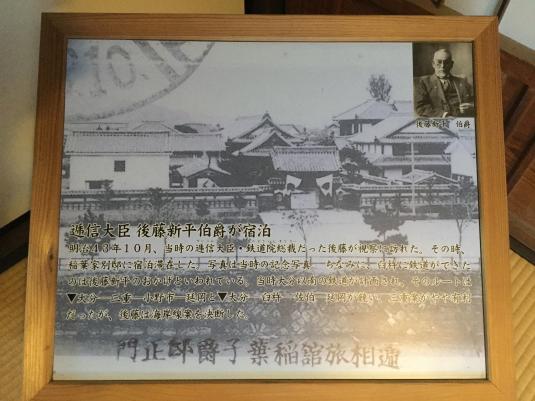 後藤新平 伯爵
逓信大臣 後藤新平伯爵が宿泊
明治43年10月、当時の逓信大臣・鉄道院総裁だった後藤が視察に訪れた。その時、
稲葉家別邸に宿泊滞在した。写真は当時の記念写真 ちなみに、臼杵に鉄道ができた
のは後藤新平のおかげといわれている。当時大分以南の鉄道が計画され、そのルートは
▼大分―三重―小野市―延岡と▼大分―臼杵―佐伯―延岡が競い、三重案がやや有利
だったが、後藤は海岸線案を決断した。
門正邸爵子葉稲舘旅相逓
10.